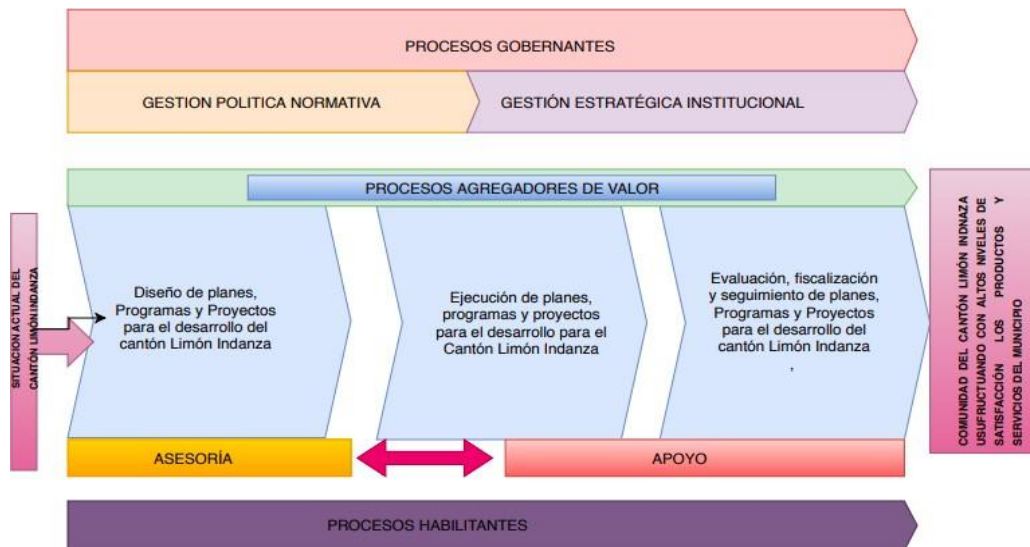 PROCESOS GOBERNANTES
GESTION POLITICA NORMATIVA
GESTIÓN ESTRATÉGICA INSTITUCIONAL
PROCESOS AGREGADORES DE VALOR
SITUACION ACTUAL DEL
CANTÓN LIMÓN INDANZA
Diseño de planes,
Programas y Proyectos
para el desarrollo del
cantón Limón Indanza
Ejecución de planes,
programas y proyectos
para el desarrollo para el
Cantón Limón Indanza
Evaluación, fiscalización
y seguimiento de planes,
Programas y Proyectos
para el desarrollo del
cantón Limón Indanza
,
COMUNIDAD DEL CANTÓN LIMÓN INDNAZA
USUFRUCTUANDO CON ALTOS NIVELES DE
SATISFACCIÓN LOS PRODUCTOS Y
SERVICIOS DEL MUNICIPIO
ASESORÍA
APOYO
PROCESOS HABILITANTES